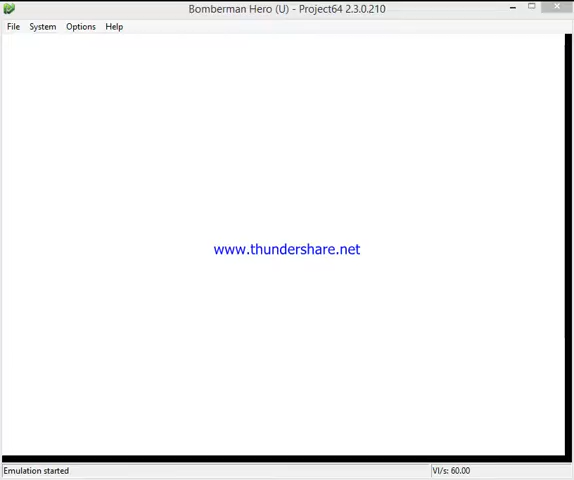 Bomberman Hero (U) - Project64 2.3.0.210
File System Options Help
www.thundershare.net
Emulation started VI/s: 60.00